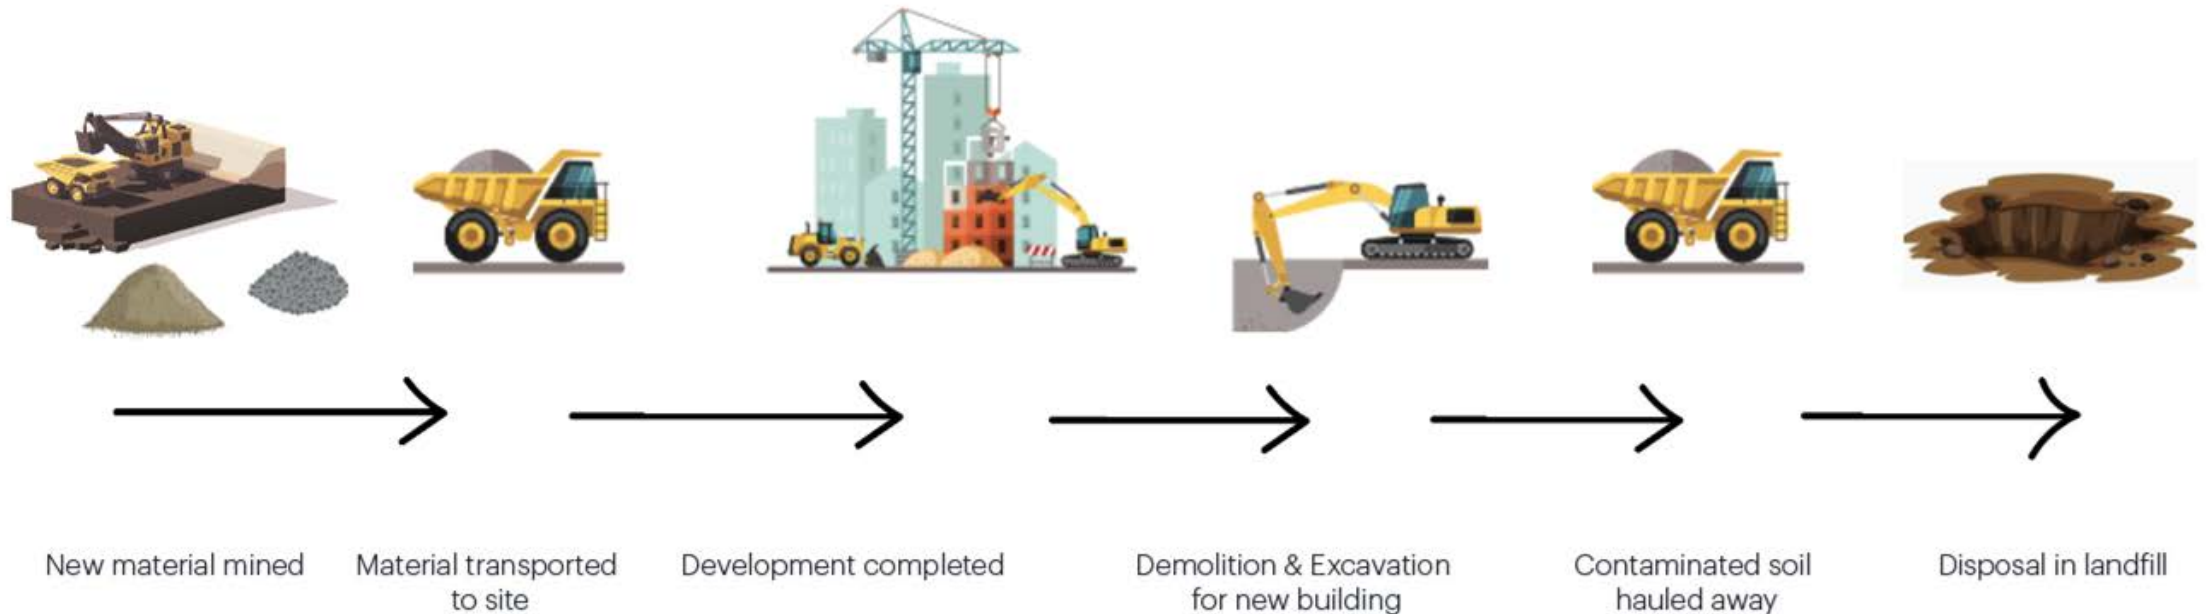 New material mined
Material transported
to site
Development completed
Demolition & Excavation
for new building
Contaminated soil
hauled away
Disposal in landfill